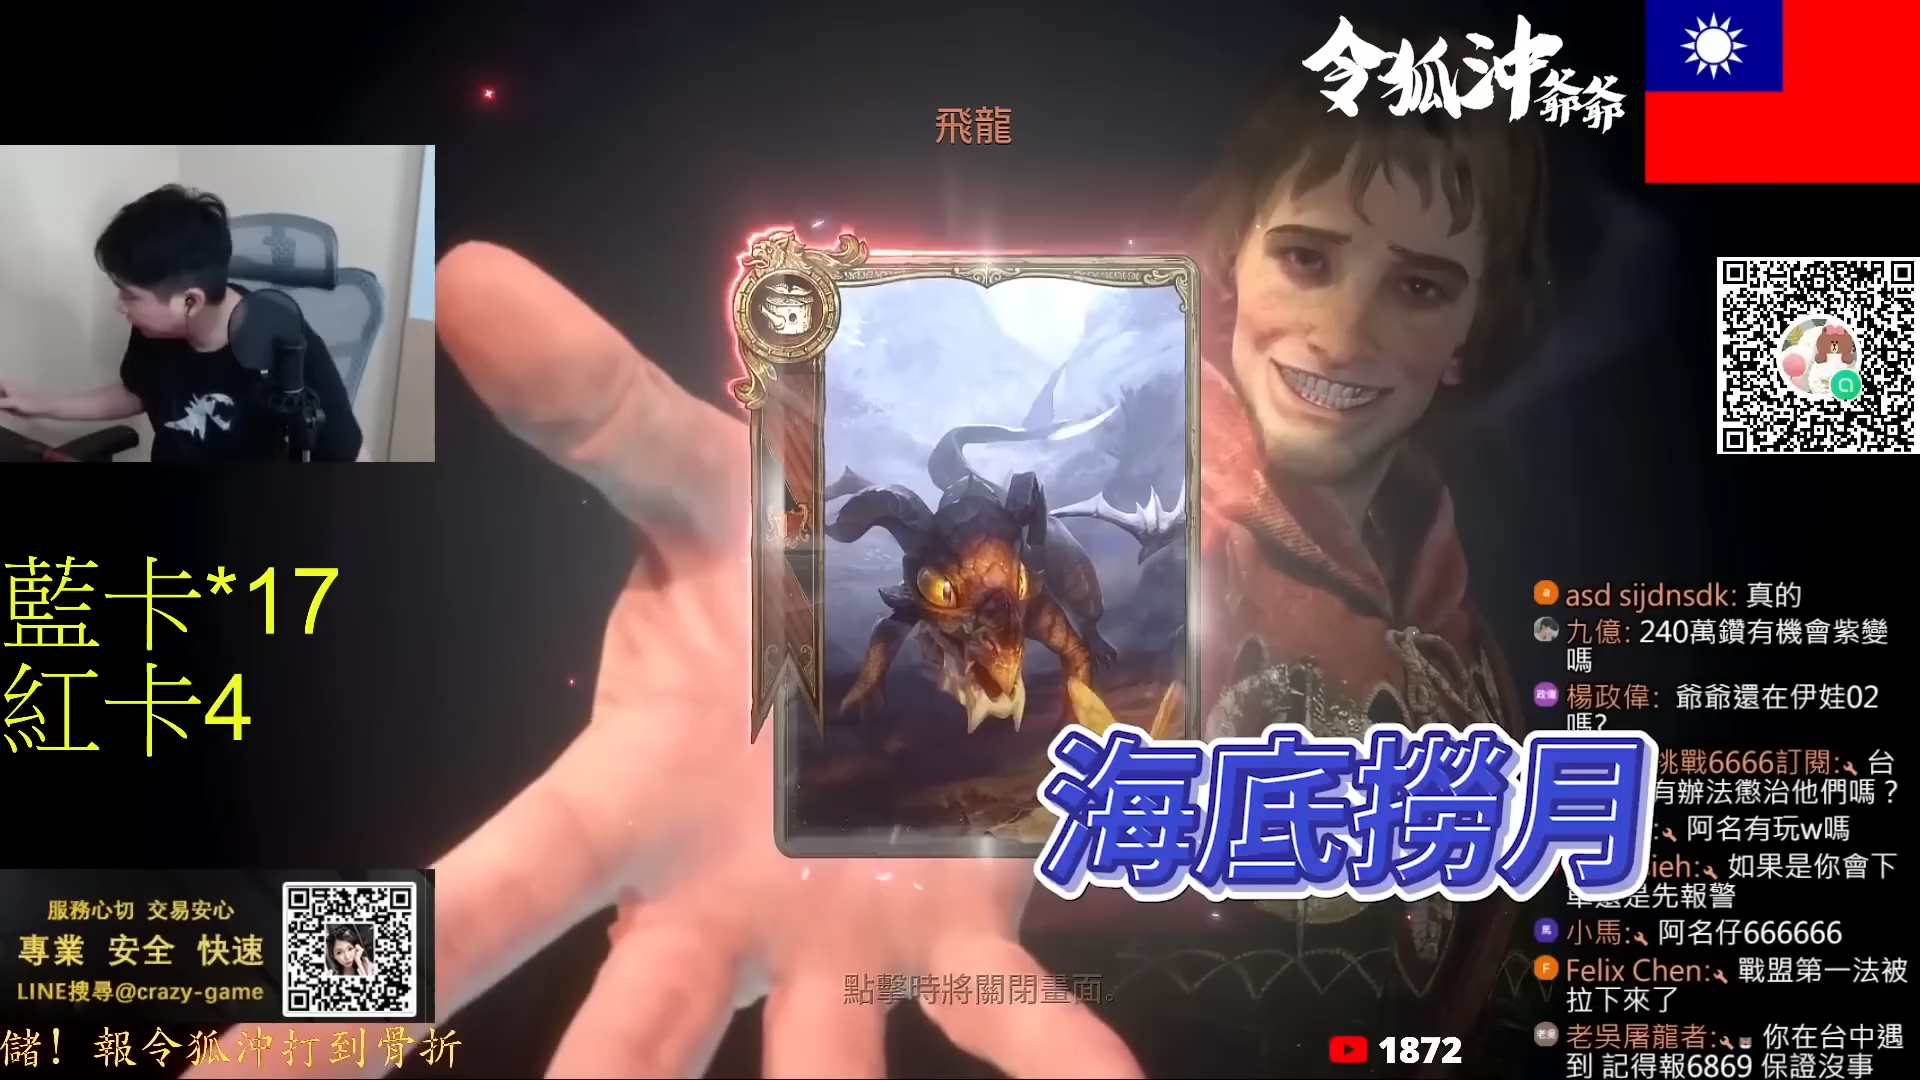 令狐沖爺爺
飛龍
藍卡*17
紅卡4
海底撈月
點擊時將關閉畫面。
服務心切 交易安心
專業 安全 快速
LINE搜尋@crazy-game
儲！報令狐沖打到骨折
1872
asd sijdnsdk: 真的
九億: 240萬鑽有機會紫變
嗎
政偉 楊政偉: 爺爺還在伊娃02
嗎?
挑戰6666訂閱: 台
有辦法懲治他們嗎？
: 阿名有玩w嗎
ieh: 如果是你會下
單還是先報警
馬 小馬: 阿名仔666666
F Felix Chen: 戰盟第一法被
拉下來了
老吳 老吳屠龍者: 你在台中遇
到 記得報6869 保證沒事